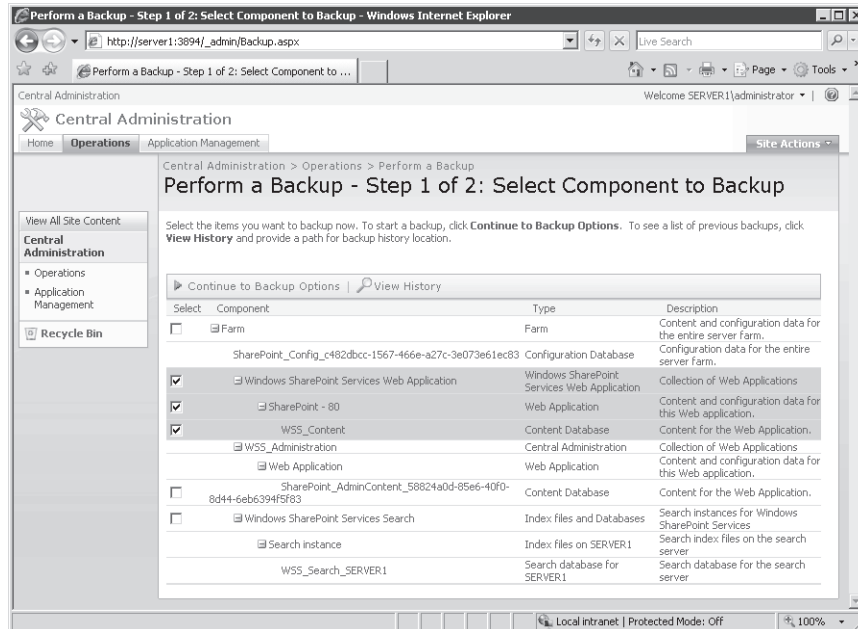 Perform a Backup - Step 1 of 2: Select Component to Backup - Windows Internet Explorer
http://server1:3894/_admin/Backup.aspx
Live Search
Perform a Backup - Step 1 of 2: Select Component to ...
Page
Tools
Central Administration
Welcome SERVER1\administrator
Central Administration
Home
Operations
Application Management
Site Actions
Central Administration > Operations > Perform a Backup
Perform a Backup - Step 1 of 2: Select Component to Backup
View All Site Content
Central
Administration
Operations
Application
Management
Recycle Bin
Select the items you want to backup now. To start a backup, click Continue to Backup Options. To see a list of previous backups, click
View History and provide a path for backup history location.
Continue to Backup Options | View History
Select Component Type Description
Farm Farm Content and configuration data for
the entire server farm.
SharePoint_Config_c482dbcc-1567-466e-a27c-3e073e61ec83 Configuration Database Configuration data for the entire
server farm.
Windows SharePoint Services Web Application Windows SharePoint
Services Web Application Collection of Web Applications
SharePoint - 80 Web Application Content and configuration data for
this Web application.
WSS_Content Content Database Content for the Web Application.
WSS_Administration Central Administration Collection of Web Applications
Web Application Web Application Content and configuration data for
this Web application.
SharePoint_AdminContent_58824a0d-85e6-40f0-
8d44-6eb6394f5f83 Content Database Content for the Web Application.
Windows SharePoint Services Search Index files and Databases Search instances for Windows
SharePoint Services
Search instance Index files on SERVER1 Search index files on the search
server
WSS_Search_SERVER1 Search database for
SERVER1 Search database for the search
server
Local intranet | Protected Mode: Off
100%